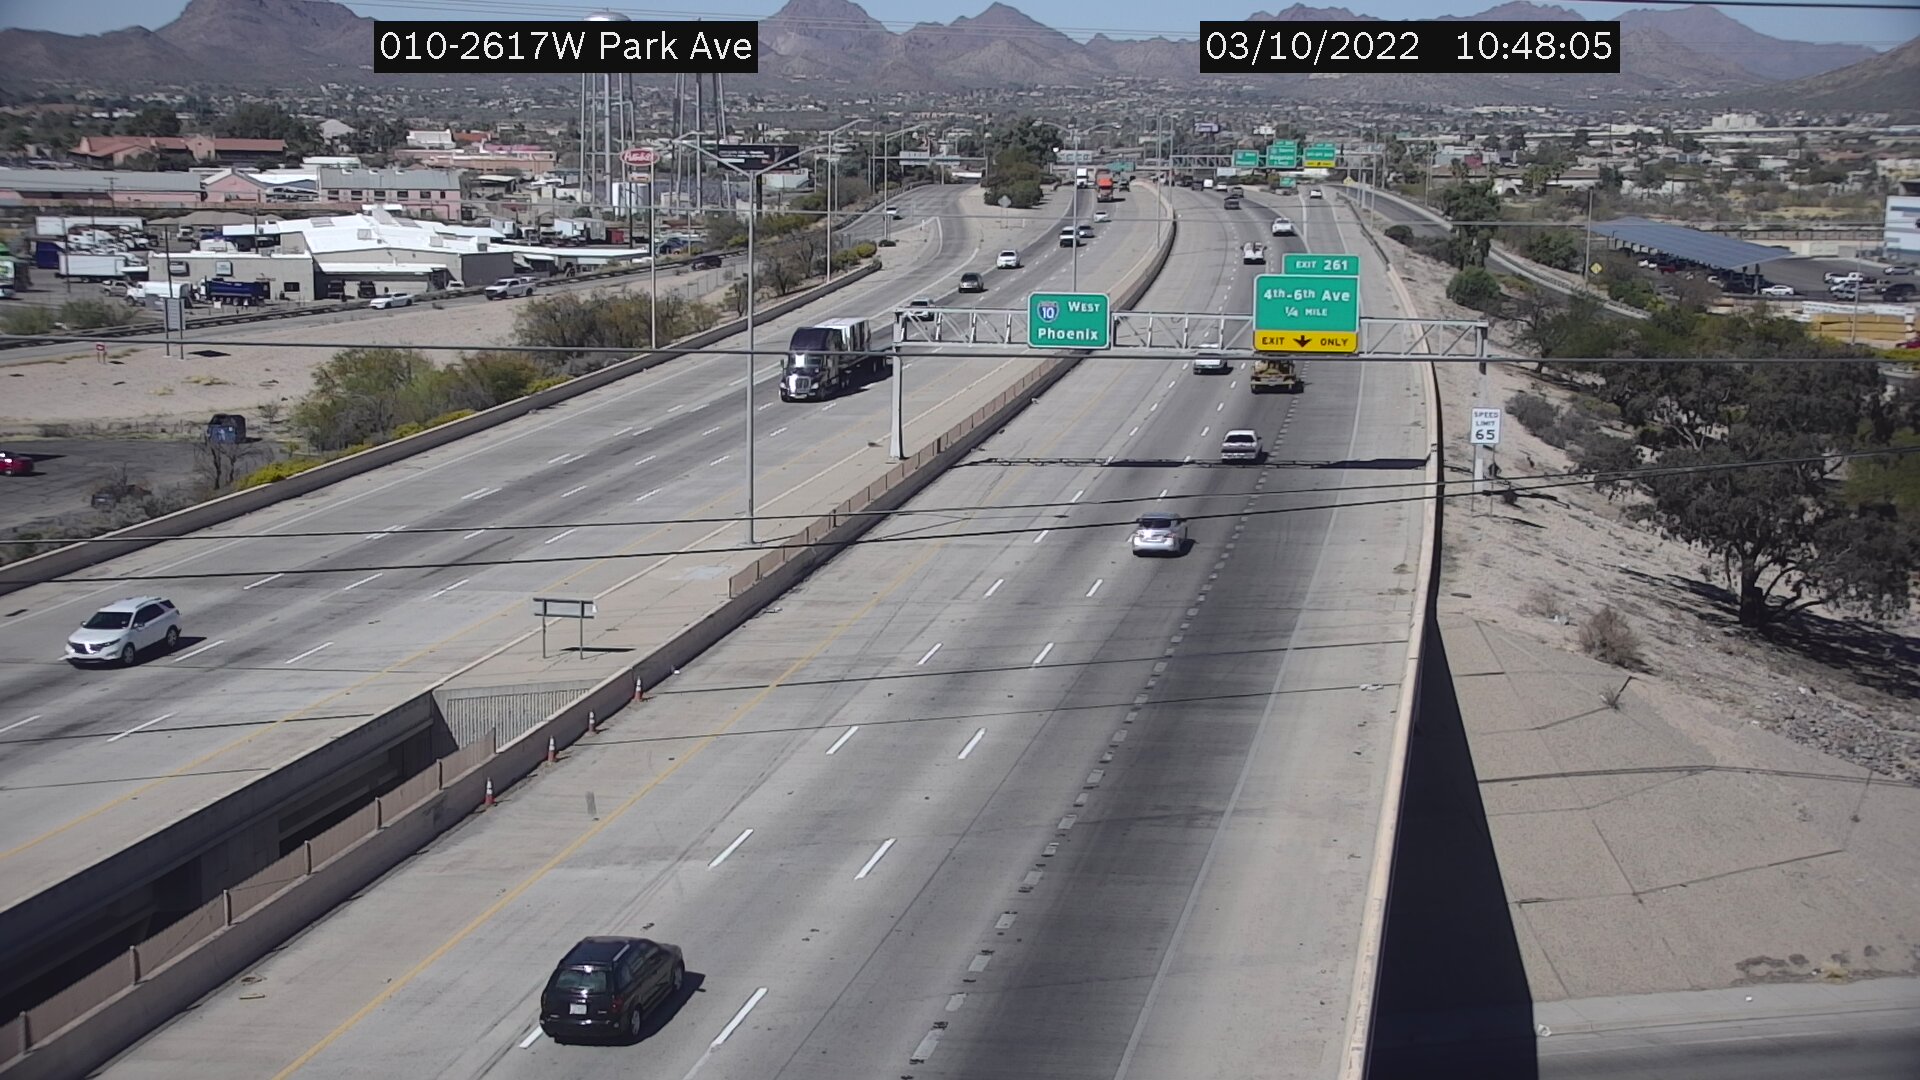 010-2617W Park Ave
03/10/2022 10:48:05
EXIT 261
4th-6th Ave
1/4 MILE
EXIT ONLY
10 WEST
Phoenix
SPEED
LIMIT
65